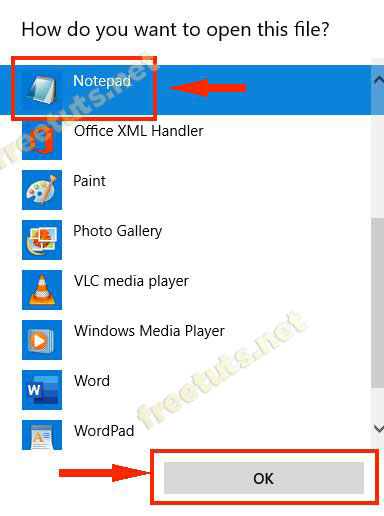 How do you want to open this file?
Notepad
Office XML Handler
Paint
Photo Gallery
VLC media player
Windows Media Player
Word
WordPad
OK
freetuts.net
freetuts.net